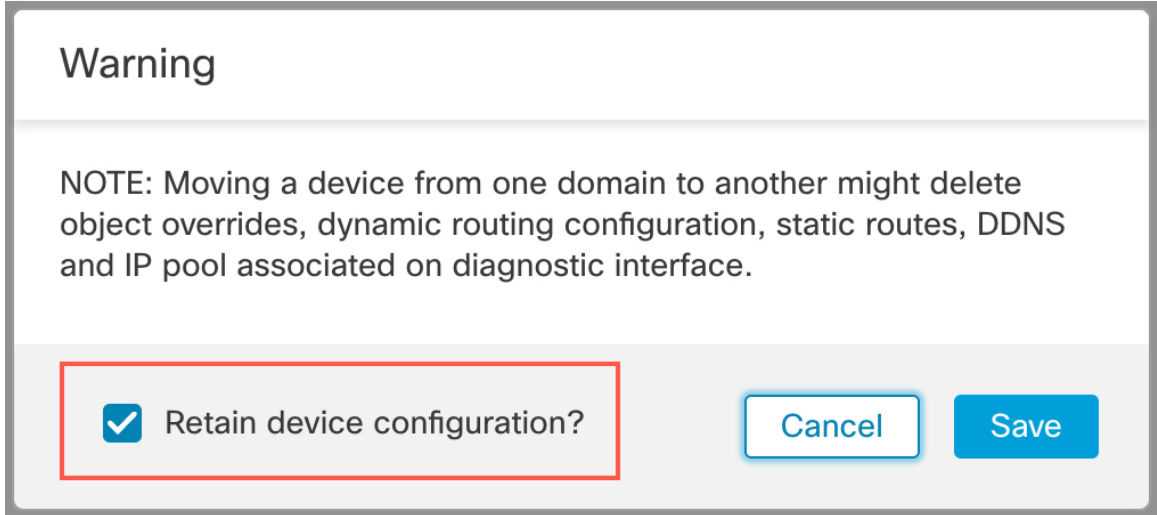 Warning
NOTE: Moving a device from one domain to another might delete
object overrides, dynamic routing configuration, static routes, DDNS
and IP pool associated on diagnostic interface.
Retain device configuration?
Cancel
Save